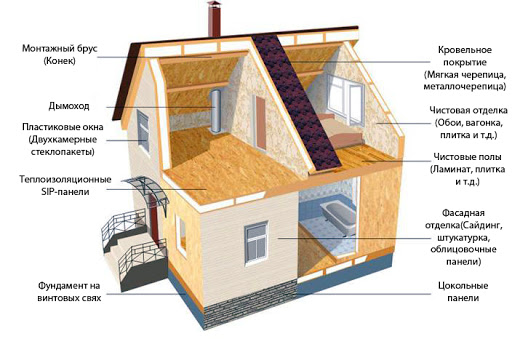 Монтажный брус
(Конек)
Дымоход
Пластиковые окна
(Двухкамерные
стеклопакеты)
Теплоизоляционные
SIP-панели
Фундамент на
винтовых свях
Кровельное
покрытие
(Мягкая черепица,
металлочерепица)
Чистовая отделка
(Обои, вагонка,
плитка и т.д.)
Чистовые полы
(Ламинат, плитка
и т.д.)
Фасадная
отделка(Сайдинг,
штукатурка,
облицовочные
панели)
Цокольные
панели